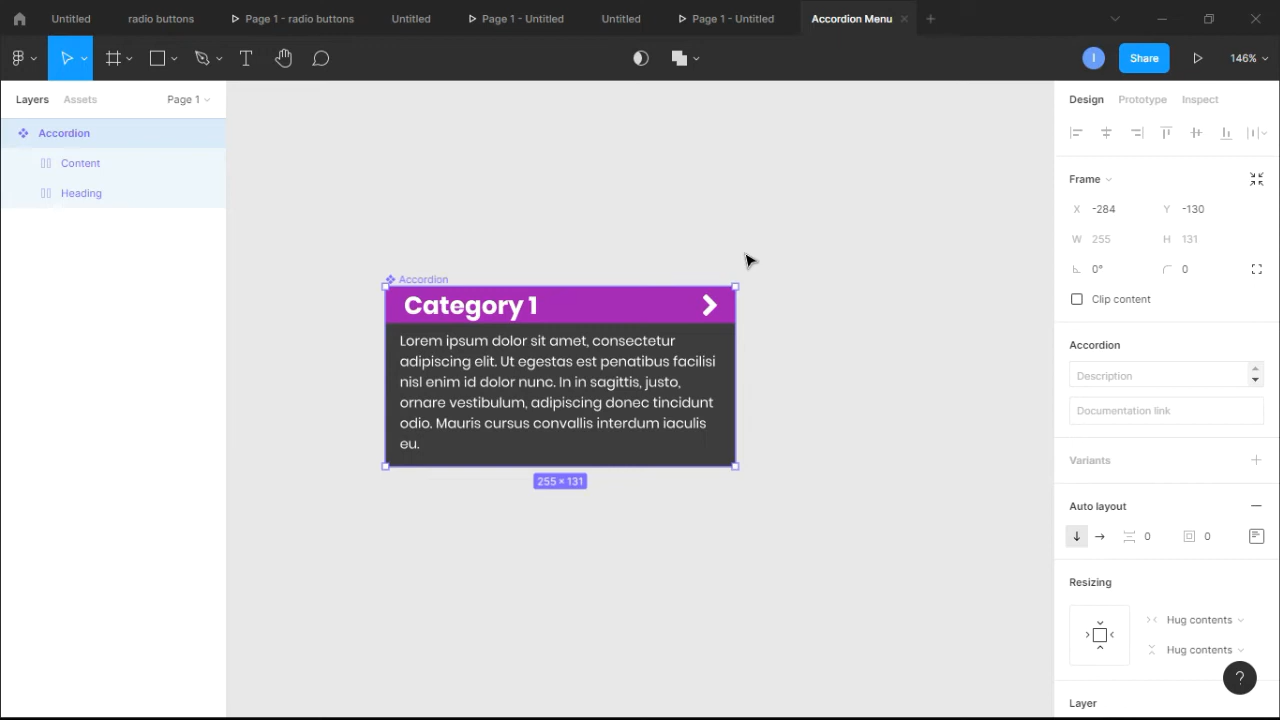 Untitled
radio buttons
Page 1 - radio buttons
Untitled
Page 1 - Untitled
Untitled
Page 1 - Untitled
Accordion Menu
I
Share
146%
Layers
Assets
Page 1
Design
Prototype
Inspect
Accordion
Content
Heading
Accordion
Category 1
Lorem ipsum dolor sit amet, consectetur
adipiscing elit. Ut egestas est penatibus facilisi
nisl enim id dolor nunc. In in sagittis, justo,
ornare vestibulum, adipiscing donec tincidunt
odio. Mauris cursus convallis interdum iaculis
eu.
255 × 131
Frame
X -284 Y -130
W 255 H 131
0° 0
Clip content
Accordion
Description
Documentation link
Variants
Auto layout
0 0
Resizing
Hug contents
Hug contents
?
Layer